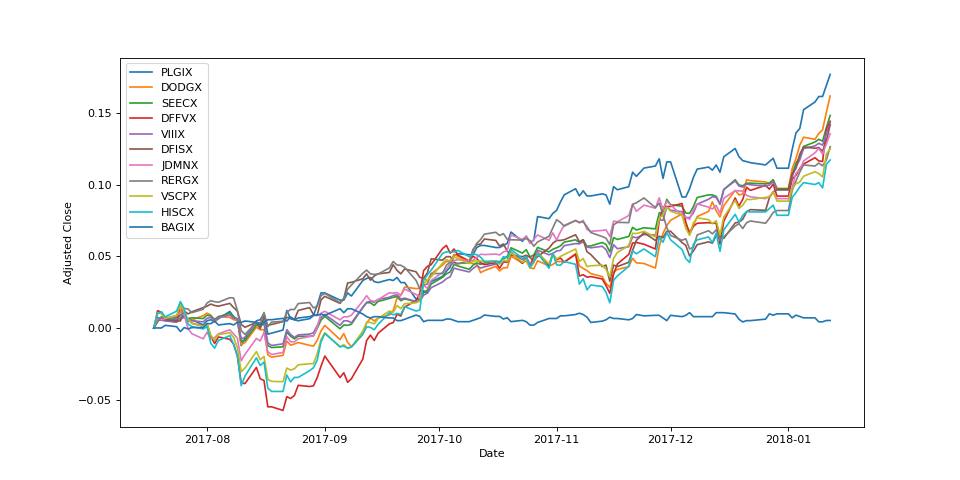 PLGIX
DODGX
SEECX
DFFVX
VIIIX
DFISX
JDMNX
RERGX
VSCPX
HISCX
BAGIX
Adjusted Close
0.15
0.10
0.05
0.00
−0.05
2017-08 2017-09 2017-10 2017-11 2017-12 2018-01
Date